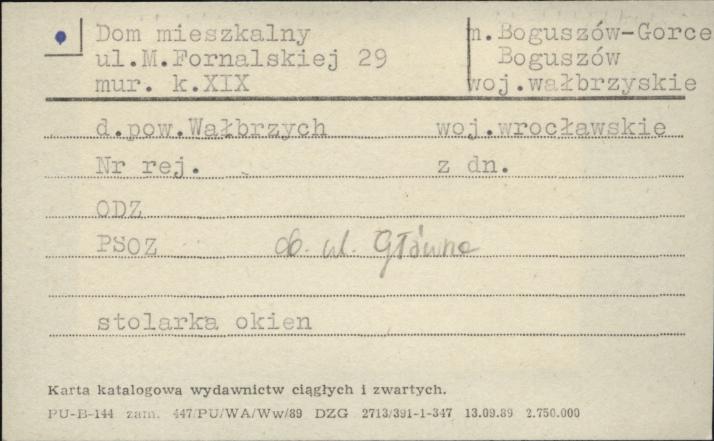 Dom mieszkalny m.Boguszów-Gorce
ul.M.Fornalskiej 29 Boguszów
mur. k.XIX woj.wałbrzyskie
d.pow.Wałbrzych woj.wrocławskie
Nr rej. z dn.
ODZ
PSOZ ob. ul. Główna
stolarka okien
Karta katalogowa wydawnictw ciągłych i zwartych.
PU-B-144 zam. 447/PU/WA/Ww/89 DZG 2713/391-1-347 13.09.89 2.750.000